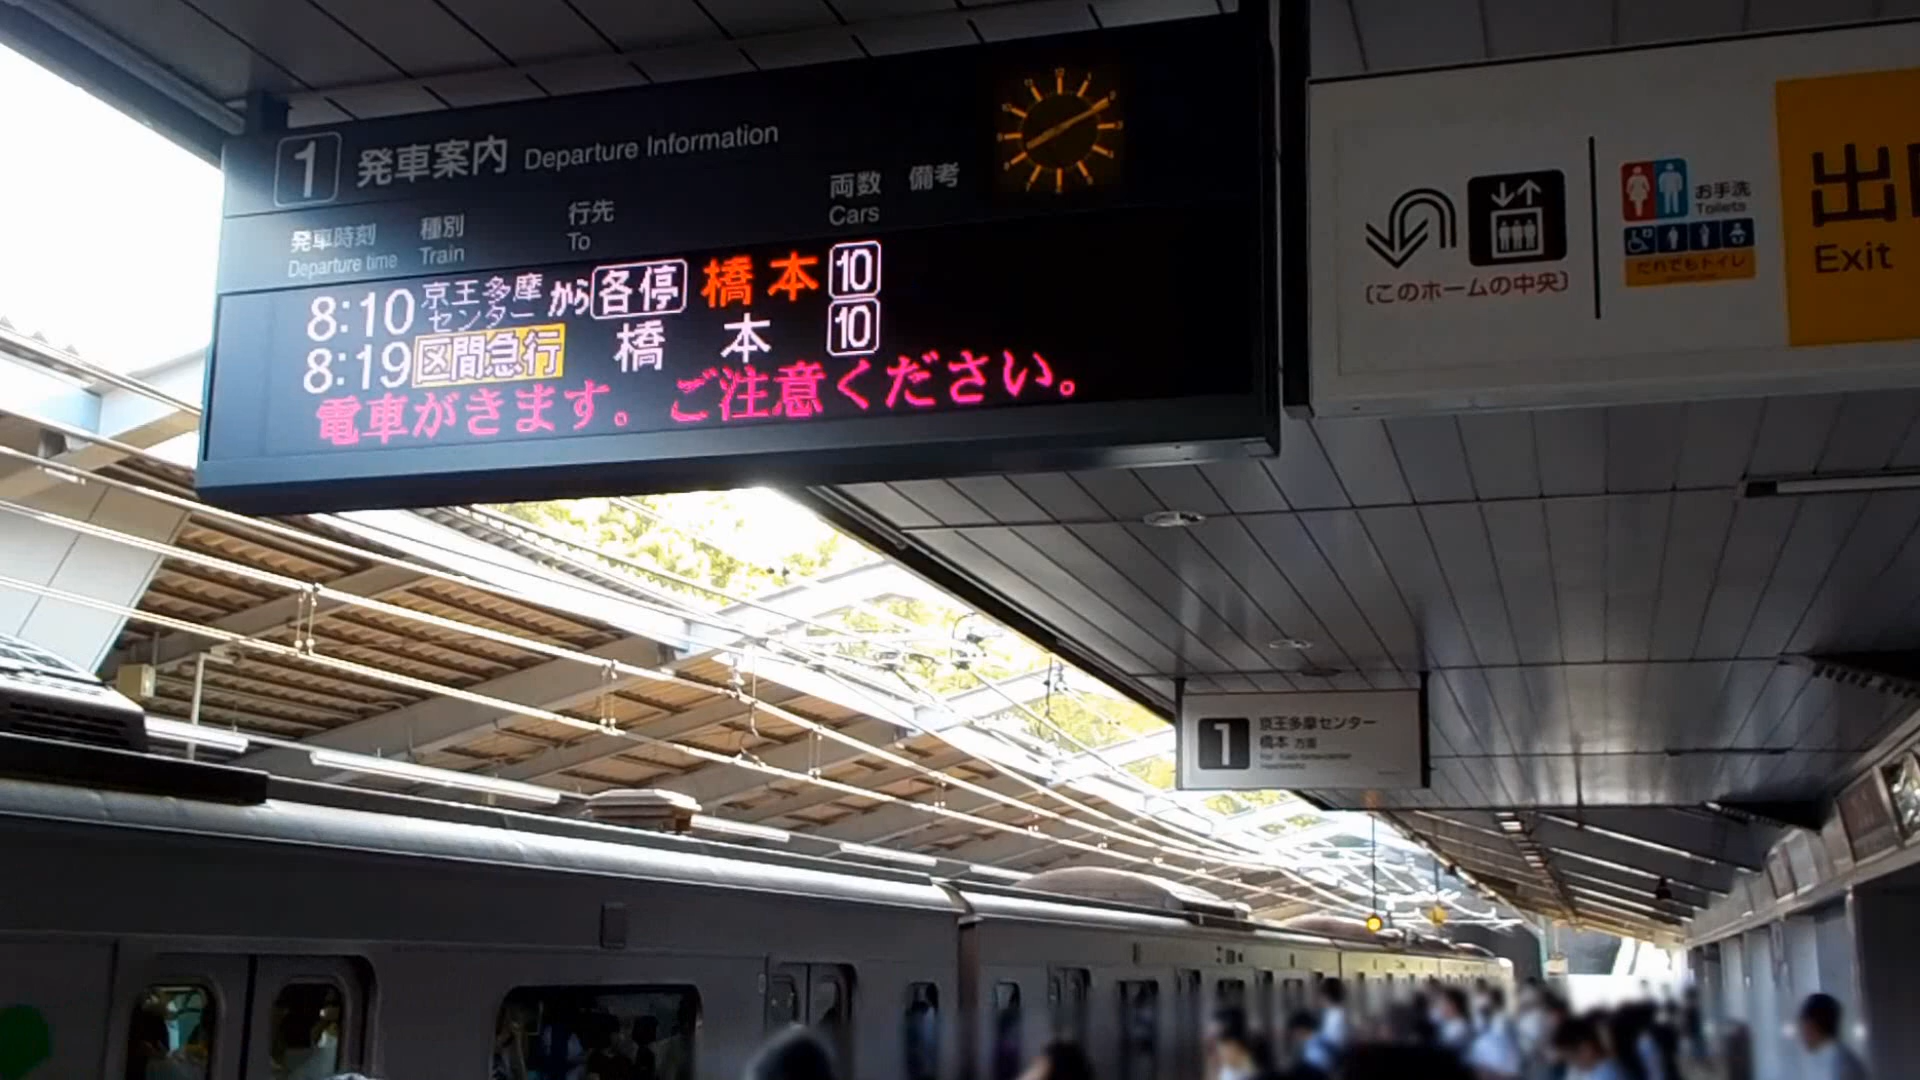 1 発車案内 Departure Information
発車時刻 種別 行先 両数 備考
Departure time Train To Cars
8:10 京王多摩センターから各停 橋本 10
8:19 区間急行 橋本 10
電車がきます。ご注意ください。
お手洗
Toilets
だれでもトイレ
〔このホームの中央〕
出
Exit
1 京王多摩センター
橋本 方面